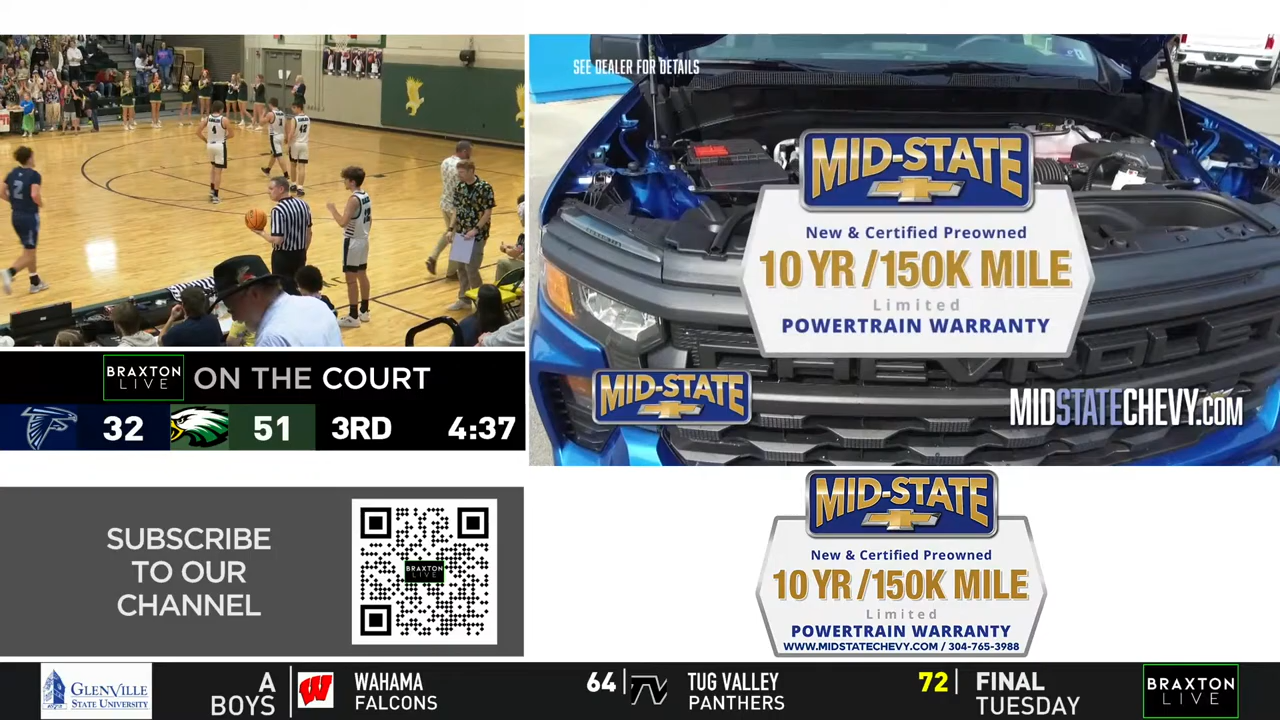 SEE DEALER FOR DETAILS
MID-STATE
New & Certified Preowned
10 YR /150K MILE
Limited
POWERTRAIN WARRANTY
MID-STATE
MIDSTATECHEVY.COM
4
2
BRAXTON
LIVE
ON THE COURT
32
51
3RD
4:37
SUBSCRIBE
TO OUR
CHANNEL
BRAXTON
LIVE
MID-STATE
New & Certified Preowned
10 YR /150K MILE
Limited
POWERTRAIN WARRANTY
WWW.MIDSTATECHEVY.COM / 304-765-3988
GLENVILLE
STATE UNIVERSITY
A
BOYS
W
WAHAMA
FALCONS
64
TV
TUG VALLEY
PANTHERS
72
FINAL
TUESDAY
BRAXTON
LIVE